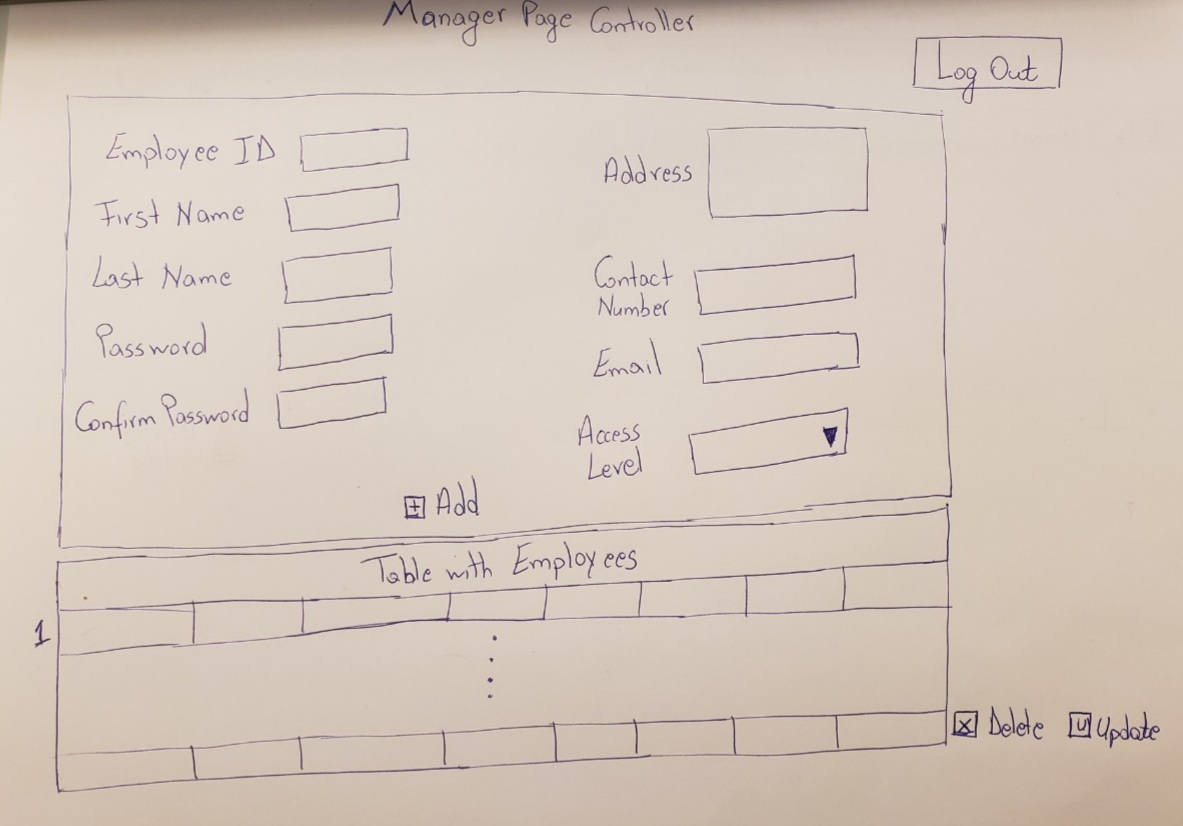 Manager Page Controller
Log Out
Employee ID
First Name
Last Name
Password
Confirm Password
Address
Contact
Number
Email
Access
Level
+ Add
Table with Employees
1
X Delete
U Update